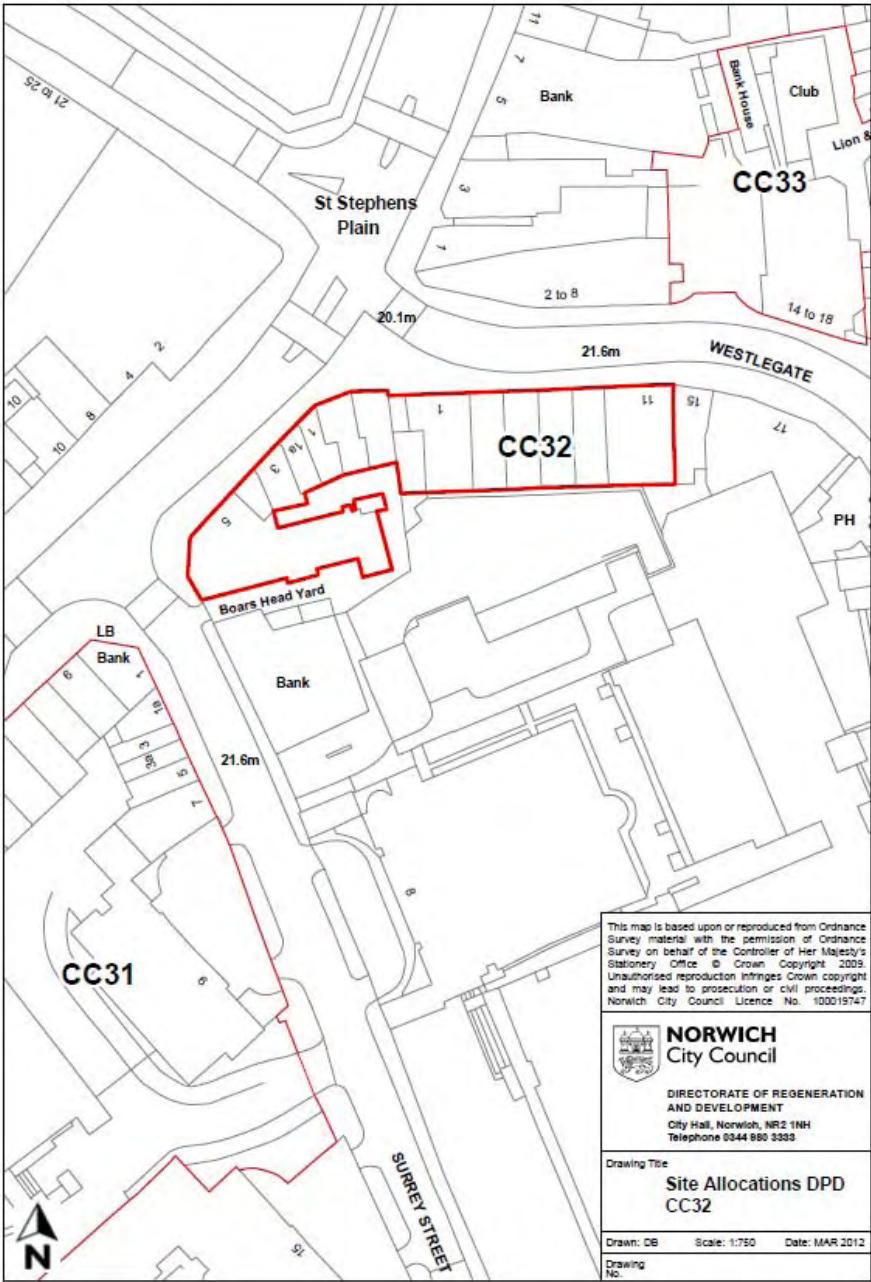 21 to 25
11
7
5
Bank
Bank House
Club
Lion &
CC33
St Stephens
Plain
3
1
2 to 8
14 to 18
20.1m
21.6m
WESTLEGATE
2
4
8
10
10
1
11
15
17
CC32
1
1a
3
5
PH
Boars Head Yard
LB
Bank
9
1
1a
3
3a
5
7
Bank
21.6m
8
CC31
9
SURREY STREET
15
N
This map is based upon or reproduced from Ordnance
Survey material with the permission of Ordnance
Survey on behalf of the Controller of Her Majesty's
Stationery Office © Crown Copyright 2009.
Unauthorised reproduction infringes Crown copyright
and may lead to prosecution or civil proceedings.
Norwich City Council Licence No. 100019747
NORWICH
City Council
DIRECTORATE OF REGENERATION
AND DEVELOPMENT
City Hall, Norwich, NR2 1NH
Telephone 0344 980 3333
Drawing Title
Site Allocations DPD
CC32
Drawn: DB Scale: 1:750 Date: MAR 2012
Drawing
No.